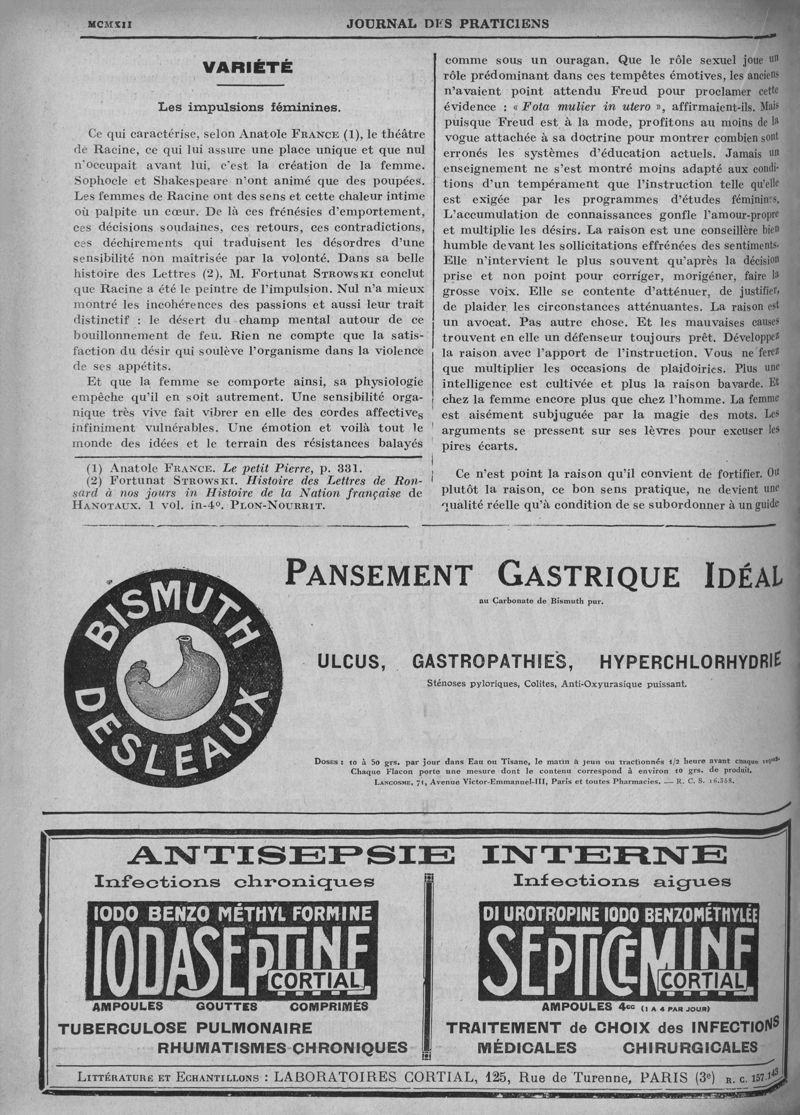 MCMXII
JOURNAL DES PRATICIENS
VARIÉTÉ
Les impulsions féminines.
Ce qui caractérise, selon Anatole FRANCE (1), le théâtre
de Racine, ce qui lui assure une place unique et que nul
n'occupait avant lui, c'est la création de la femme.
Sophocle et Shakespeare n'ont animé que des poupées.
Les femmes de Racine ont des sens et cette chaleur intime
où palpite un cœur. De là ces frénésies d'emportement,
ces décisions soudaines, ces retours, ces contradictions,
ces déchirements qui traduisent les désordres d'une
sensibilité non maîtrisée par la volonté. Dans sa belle
histoire des Lettres (2), M. Fortunat STROWSKI conclut
que Racine a été le peintre de l'impulsion. Nul n'a mieux
montré les incohérences des passions et aussi leur trait
distinctif : le désert du champ mental autour de ce
bouillonnement de feu. Rien ne compte que la satis-
faction du désir qui soulève l'organisme dans la violence
de ses appétits.
Et que la femme se comporte ainsi, sa physiologie
empêche qu'il en soit autrement. Une sensibilité orga-
nique très vive fait vibrer en elle des cordes affectives
infiniment vulnérables. Une émotion et voilà tout le
monde des idées et le terrain des résistances balayés
(1) Anatole FRANCE. Le petit Pierre, p. 331.
(2) Fortunat STROWSKI. Histoire des Lettres de Ron-
sard à nos jours in Histoire de la Nation française de
HANOTAUX. 1 vol. in-4º. PLON-NOURRIT.
comme sous un ouragan. Que le rôle sexuel joue un
rôle prédominant dans ces tempêtes émotives, les anciens
n'avaient point attendu Freud pour proclamer cette
évidence : « Fota mulier in utero », affirmaient-ils. Mais
puisque Freud est à la mode, profitons au moins de la
vogue attachée à sa doctrine pour montrer combien sont
erronés les systèmes d'éducation actuels. Jamais un
enseignement ne s'est montré moins adapté aux condi-
tions d'un tempérament que l'instruction telle qu'elle
est exigée par les programmes d'études féminines.
L'accumulation de connaissances gonfle l'amour-propre
et multiplie les désirs. La raison est une conseillère bien
humble devant les sollicitations effrénées des sentiments.
Elle n'intervient le plus souvent qu'après la décision
prise et non point pour corriger, morigéner, faire la
grosse voix. Elle se contente d'atténuer, de justifier,
de plaider les circonstances atténuantes. La raison est
un avocat. Pas autre chose. Et les mauvaises causes
trouvent en elle un défenseur toujours prêt. Développez
la raison avec l'apport de l'instruction. Vous ne ferez
que multiplier les occasions de plaidoiries. Plus une
intelligence est cultivée et plus la raison bavarde. Et
chez la femme encore plus que chez l'homme. La femme
est aisément subjuguée par la magie des mots. Les
arguments se pressent sur ses lèvres pour excuser les
pires écarts.
Ce n'est point la raison qu'il convient de fortifier. Ou
plutôt la raison, ce bon sens pratique, ne devient une
qualité réelle qu'à condition de se subordonner à un guide
BISMUTH
DESLEAUX
PANSEMENT GASTRIQUE IDÉAL
au Carbonate de Bismuth pur.
ULCUS, GASTROPATHIES, HYPERCHLORHYDRIE
Sténoses pyloriques, Colites, Anti-Oxyurasique puissant.
DOSES : 10 à 50 grs. par jour dans Eau ou Tisane, le matin à jeun ou fractionnés 1/2 heure avant chaque repas.
Chaque Flacon porte une mesure dont le contenu correspond à environ 10 grs. de produit.
LANCOSME, 71, Avenue Victor-Emmanuel-III, Paris et toutes Pharmacies. — R. C. S. 16.558.
ANTISEPSIE INTERNE
Infections chroniques
IODO BENZO MÉTHYL FORMINE
IODASEPTINE
CORTIAL
AMPOULES GOUTTES COMPRIMÉS
TUBERCULOSE PULMONAIRE
RHUMATISMES CHRONIQUES
Infections aigues
DI UROTROPINE IODO BENZOMÉTHYLÉE
SEPTICEMINE
CORTIAL
AMPOULES 4cc (1 A 4 PAR JOUR)
TRAITEMENT de CHOIX des INFECTIONS
MÉDICALES CHIRURGICALES
LITTÉRATURE ET ECHANTILLONS : LABORATOIRES CORTIAL, 125, Rue de Turenne, PARIS (3e) R. C. 157.143